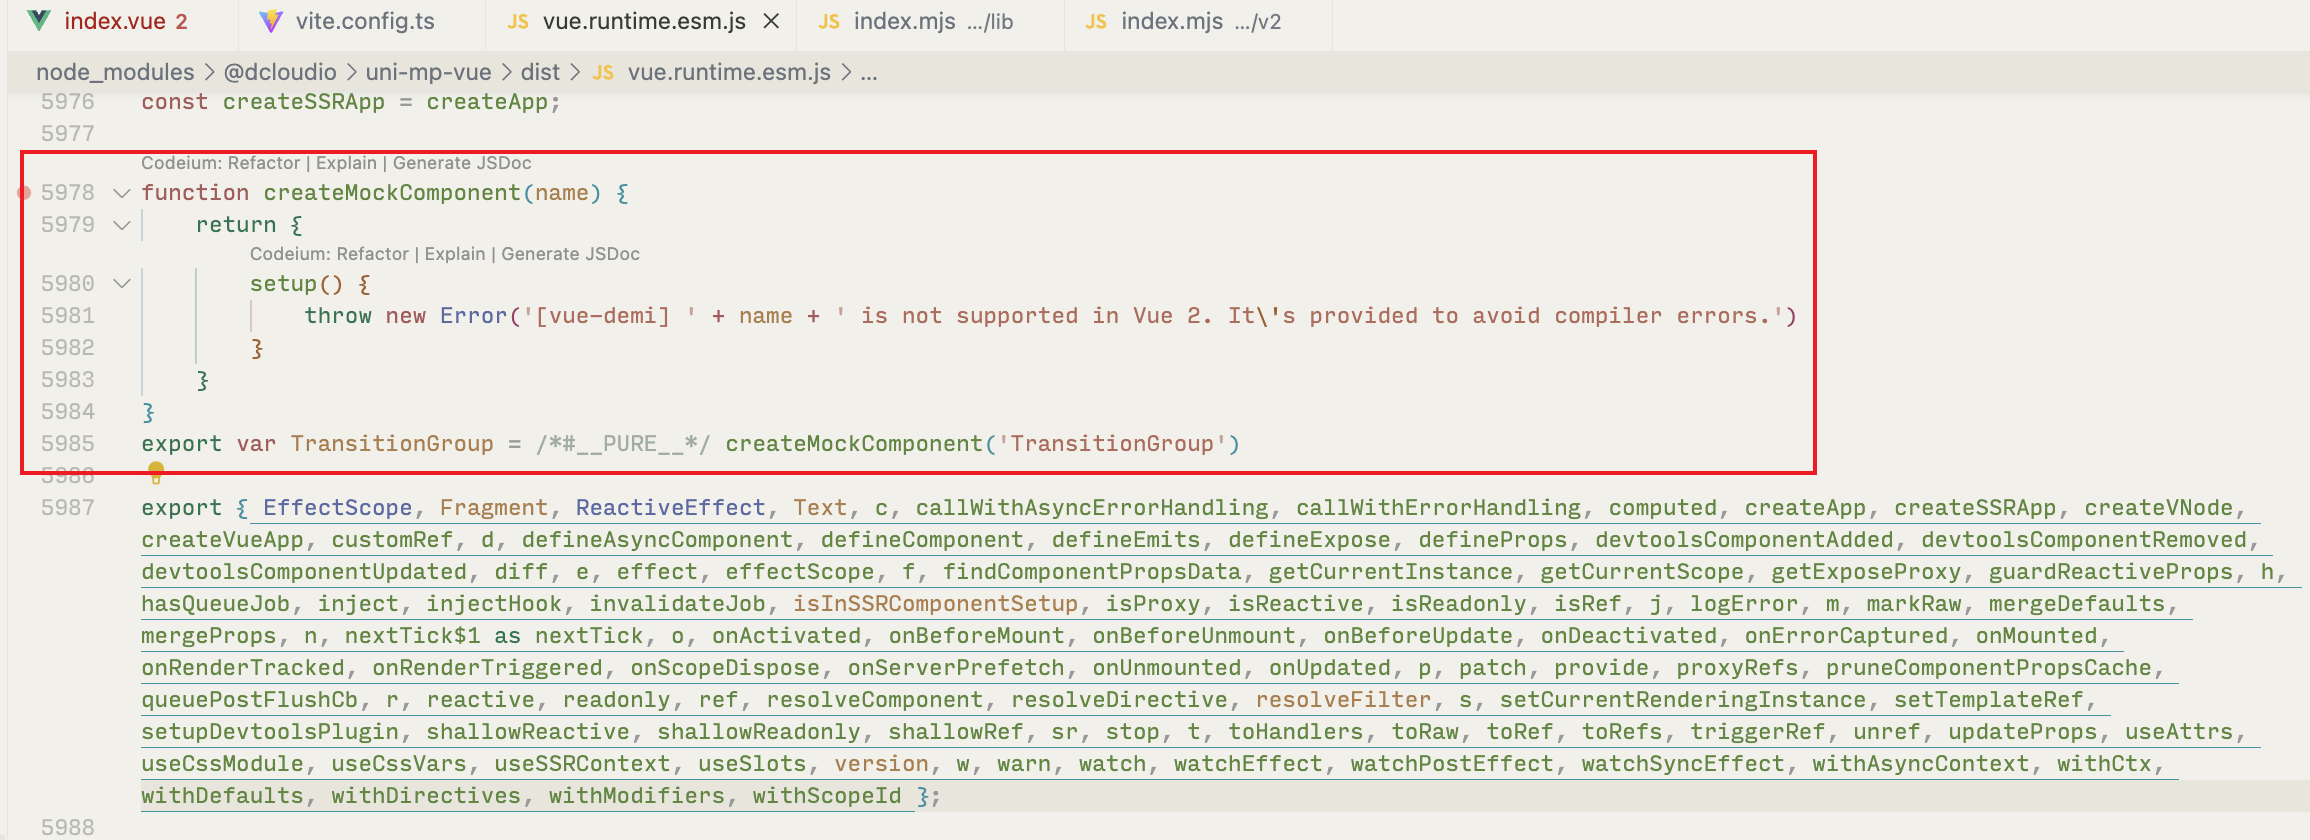 index.vue 2 vite.config.ts JS vue.runtime.esm.js JS index.mjs .../lib JS index.mjs .../v2
node_modules > @dcloudio > uni-mp-vue > dist > JS vue.runtime.esm.js > ...
5976 const createSSRApp = createApp;
5977
Codeium: Refactor | Explain | Generate JSDoc
5978 function createMockComponent(name) {
5979 return {
Codeium: Refactor | Explain | Generate JSDoc
5980 setup() {
5981 throw new Error('[vue-demi] ' + name + ' is not supported in Vue 2. It\'s provided to avoid compiler errors.')
5982 }
5983 }
5984 }
5985 export var TransitionGroup = /*#__PURE__*/ createMockComponent('TransitionGroup')
5986
5987 export { EffectScope, Fragment, ReactiveEffect, Text, c, callWithAsyncErrorHandling, callWithErrorHandling, computed, createApp, createSSRApp, createVNode,
createVueApp, customRef, d, defineAsyncComponent, defineComponent, defineEmits, defineExpose, defineProps, devtoolsComponentAdded, devtoolsComponentRemoved,
devtoolsComponentUpdated, diff, e, effect, effectScope, f, findComponentPropsData, getCurrentInstance, getCurrentScope, getExposeProxy, guardReactiveProps, h,
hasQueueJob, inject, injectHook, invalidateJob, isInSSRComponentSetup, isProxy, isReactive, isReadonly, isRef, j, logError, m, markRaw, mergeDefaults,
mergeProps, n, nextTick$1 as nextTick, o, onActivated, onBeforeMount, onBeforeUnmount, onBeforeUpdate, onDeactivated, onErrorCaptured, onMounted,
onRenderTracked, onRenderTriggered, onScopeDispose, onServerPrefetch, onUnmounted, onUpdated, p, patch, provide, proxyRefs, pruneComponentPropsCache,
queuePostFlushCb, r, reactive, readonly, ref, resolveComponent, resolveDirective, resolveFilter, s, setCurrentRenderingInstance, setTemplateRef,
setupDevtoolsPlugin, shallowReactive, shallowReadonly, shallowRef, sr, stop, t, toHandlers, toRaw, toRef, toRefs, triggerRef, unref, updateProps, useAttrs,
useCssModule, useCssVars, useSSRContext, useSlots, version, w, warn, watch, watchEffect, watchPostEffect, watchSyncEffect, withAsyncContext, withCtx,
withDefaults, withDirectives, withModifiers, withScopeId };
5988